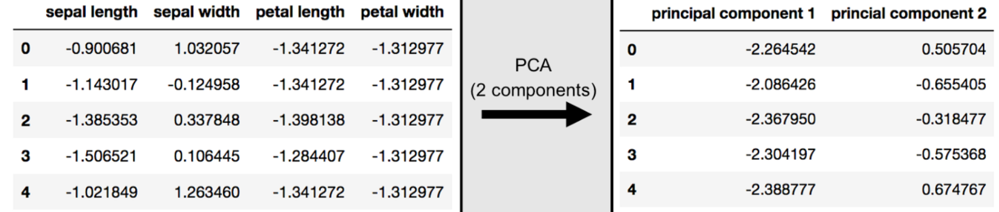 sepal length sepal width petal length petal width
0 -0.900681 1.032057 -1.341272 -1.312977
1 -1.143017 -0.124958 -1.341272 -1.312977
2 -1.385353 0.337848 -1.398138 -1.312977
3 -1.506521 0.106445 -1.284407 -1.312977
4 -1.021849 1.263460 -1.341272 -1.312977
PCA
(2 components)
principal component 1 princial component 2
0 -2.264542 0.505704
1 -2.086426 -0.655405
2 -2.367950 -0.318477
3 -2.304197 -0.575368
4 -2.388777 0.674767